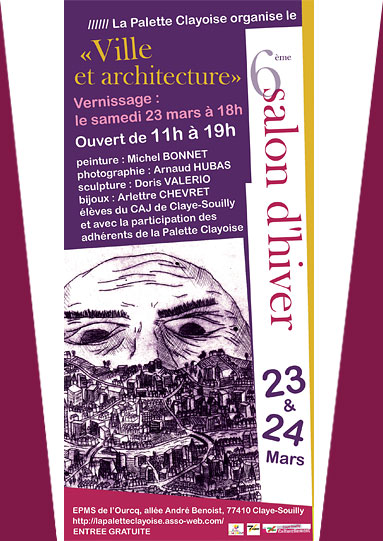 ////// La Palette Clayoise organise le
«Ville
et architecture»
Vernissage :
le samedi 23 mars à 18h
Ouvert de 11h à 19h
peinture : Michel BONNET
photographie : Arnaud HUBAS
sculpture : Doris VALERIO
bijoux : Arlettre CHEVRET
élèves du CAJ de Claye-Souilly
et avec la participation des
adhérents de la Palette Clayoise
6ème
salon d'hiver
23
&
24
Mars
EPMS de l'Ourcq, allée André Benoist, 77410 Claye-Souilly
http://lapaletteclayoise.asso-web.com/
ENTREE GRATUITE